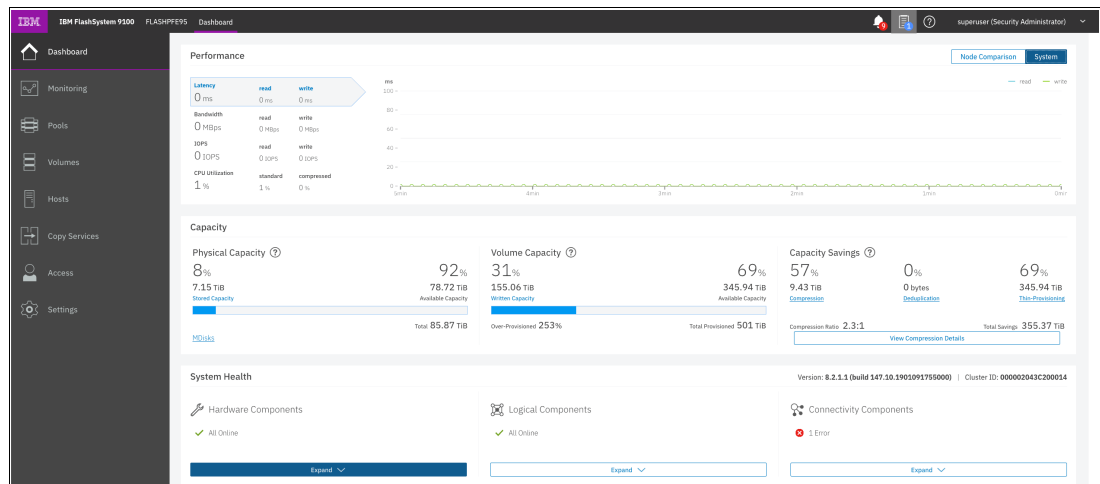 IBM IBM FlashSystem 9100 FLASHPFE95 Dashboard 9 1 superuser (Security Administrator)
Dashboard
Monitoring
Pools
Volumes
Hosts
Copy Services
Access
Settings
Performance
Node Comparison System
Latency read write
0 ms 0 ms 0 ms
Bandwidth read write
0 MBps 0 MBps 0 MBps
IOPS read write
0 IOPS 0 IOPS 0 IOPS
CPU Utilization standard compressed
1 % 1 % 0 %
ms
read write
100
80
60
40
20
0
5min 4min 3min 2min 1min 0min
Capacity
Physical Capacity ?
8% 92%
7.15 TiB 78.72 TiB
Stored Capacity Available Capacity
Total 85.87 TiB
MDisks
Volume Capacity ?
31% 69%
155.06 TiB 345.94 TiB
Written Capacity Available Capacity
Over-Provisioned 253% Total Provisioned 501 TiB
Capacity Savings ?
57% 0% 69%
9.43 TiB 0 bytes 345.94 TiB
Compression Deduplication Thin-Provisioning
Compression Ratio 2.3:1 Total Savings 355.37 TiB
View Compression Details
System Health
Version: 8.2.1.1 (build 147.10.1901091755000) | Cluster ID: 000002043C200014
Hardware Components
All Online
Expand
Logical Components
All Online
Expand
Connectivity Components
1 Error
Expand